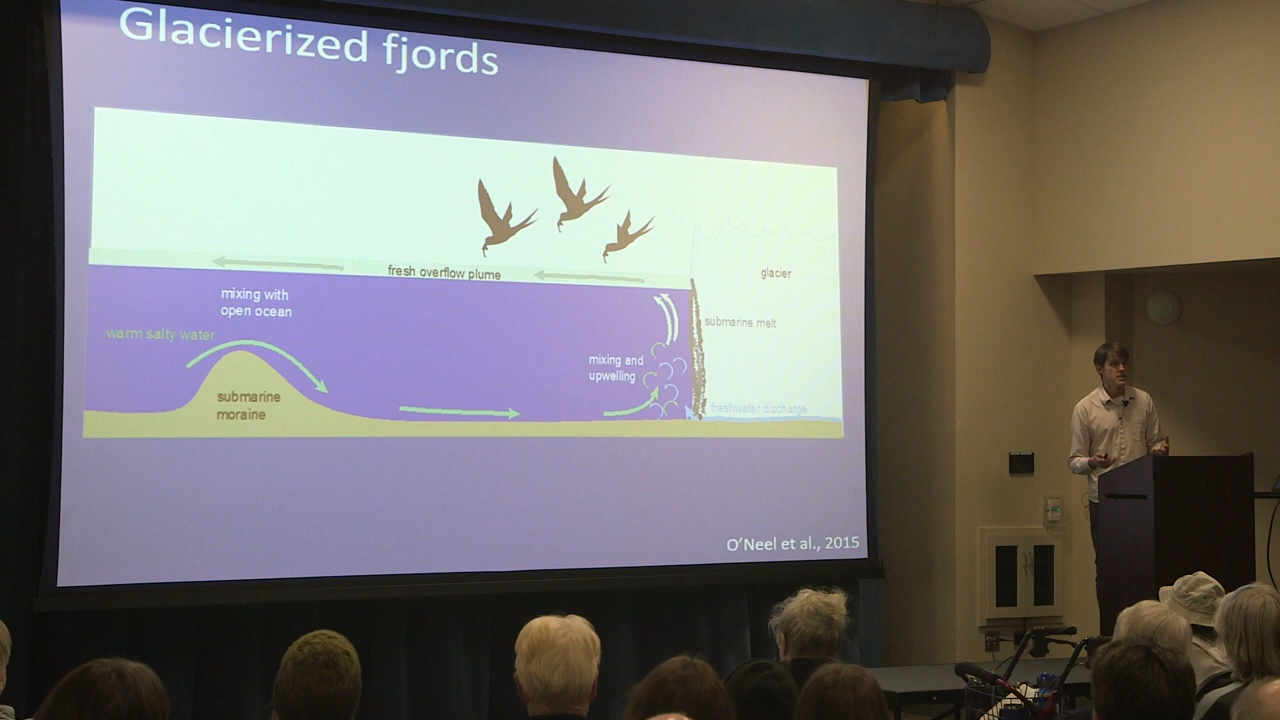 Glacierized fjords
fresh overflow plume
glacier
mixing with
open ocean
warm salty water
submarine melt
mixing and
upwelling
submarine
moraine
freshwater discharge
O'Neel et al., 2015